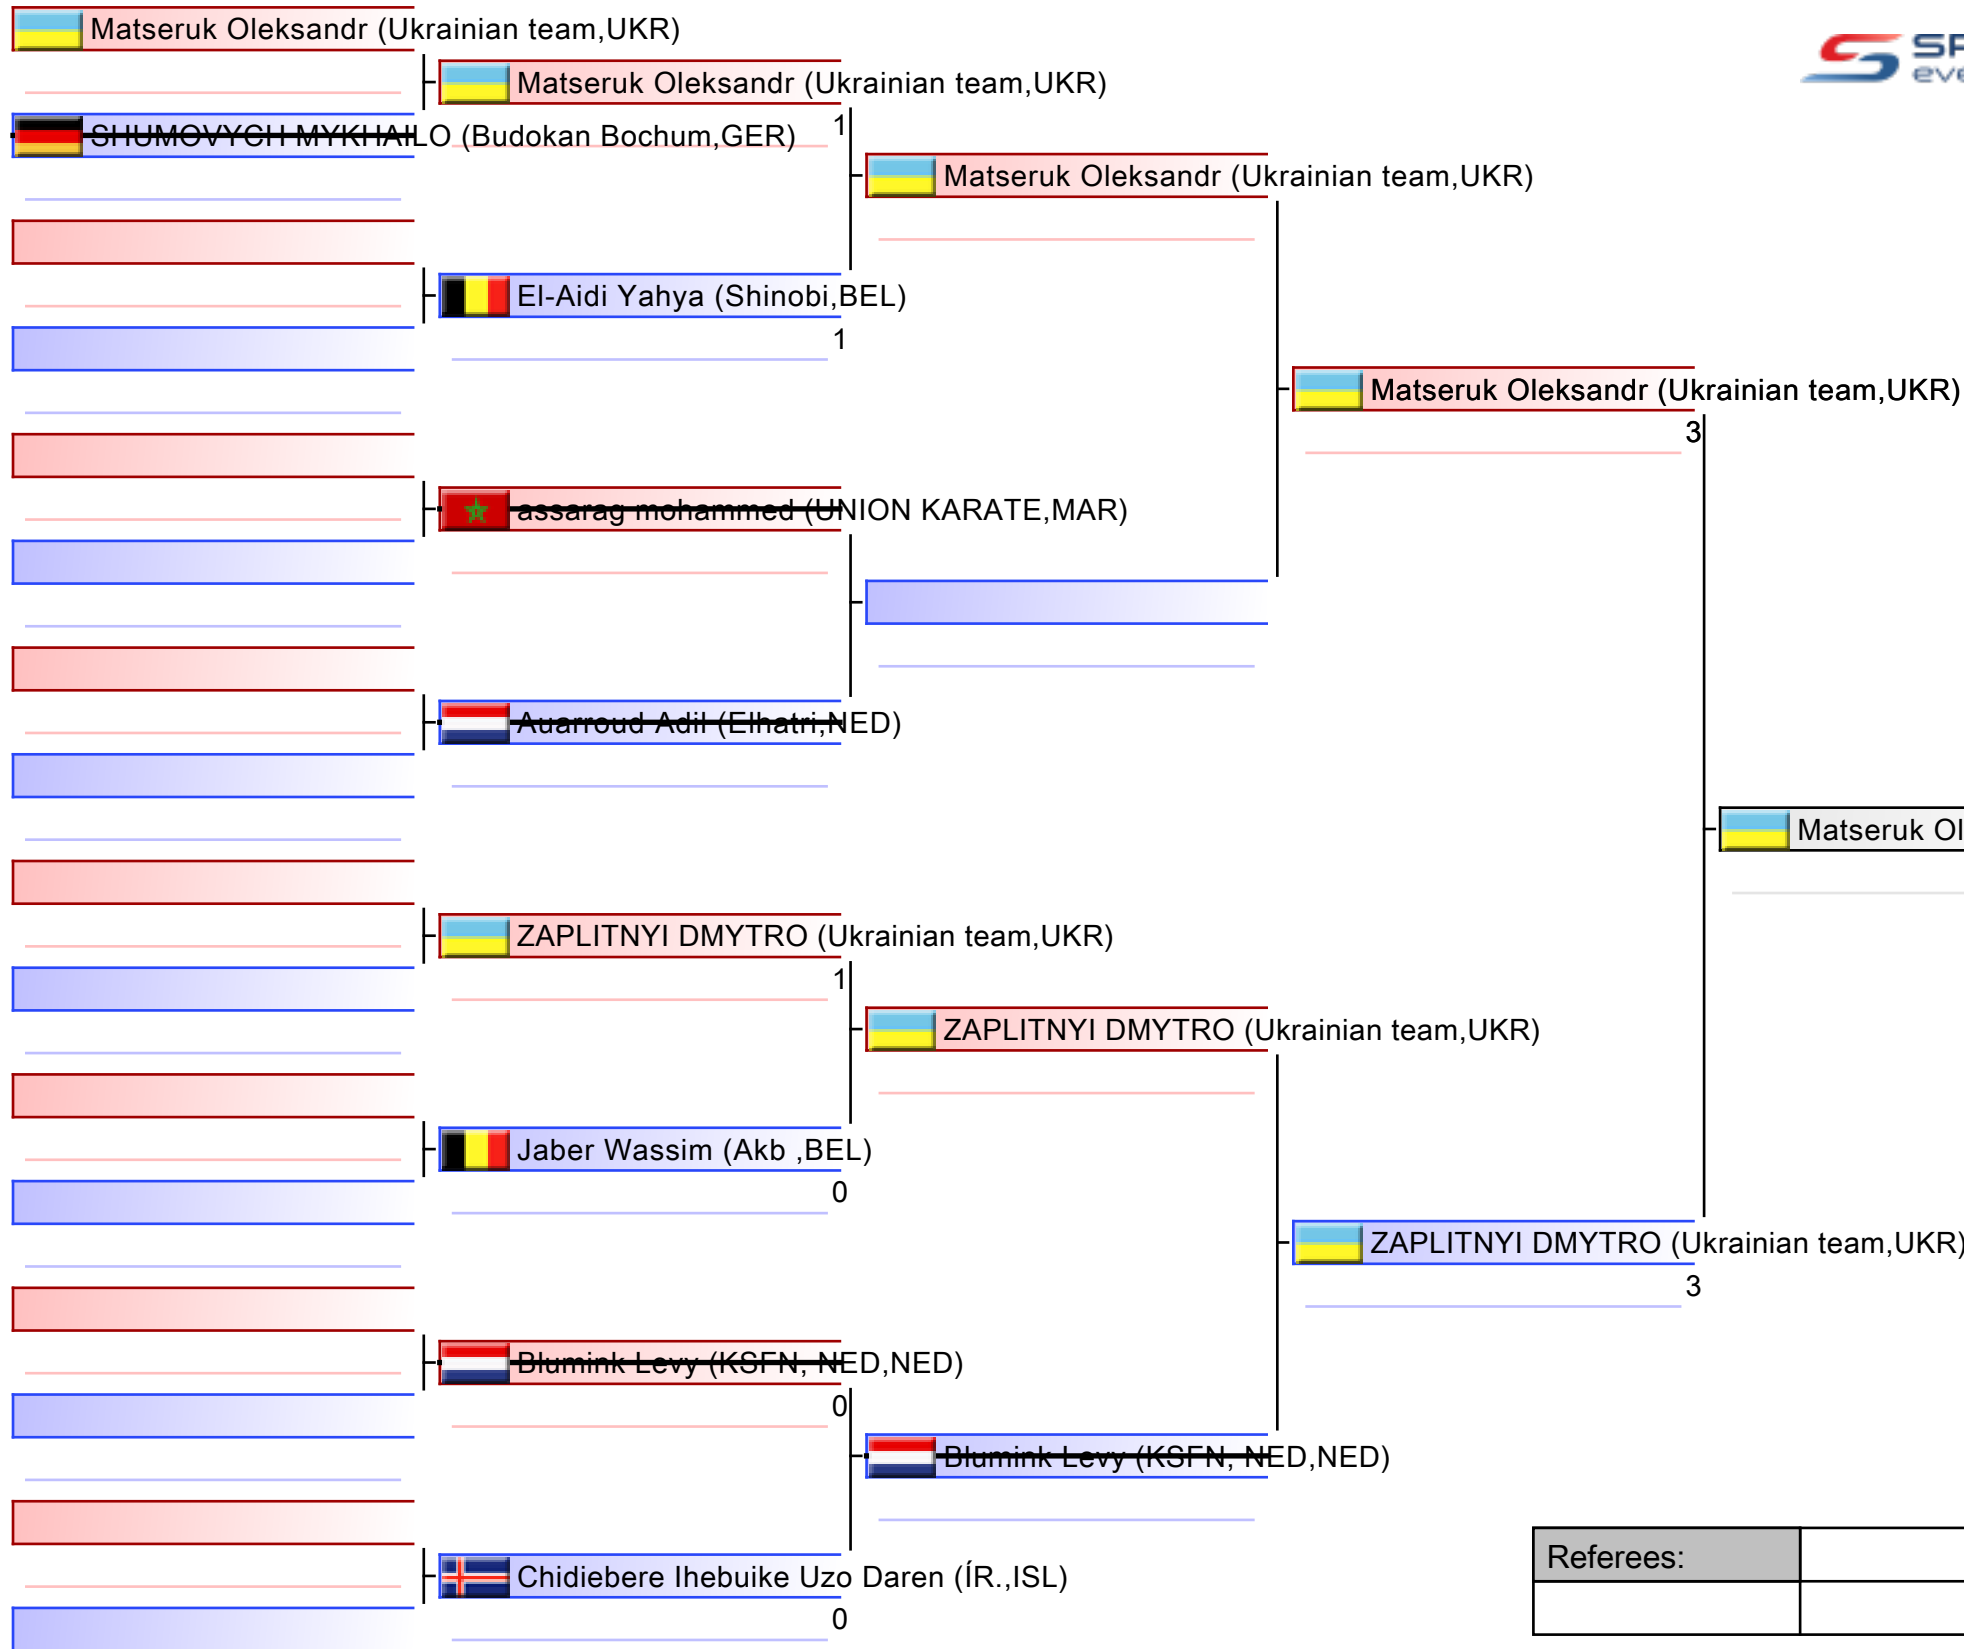 Matseruk Oleksandr (Ukrainian team,UKR)
Matseruk Oleksandr (Ukrainian team,UKR)
SHUMOVYCH MYKHAILO (Budokan Bochum,GER)
1
Matseruk Oleksandr (Ukrainian team,UKR)
El-Aidi Yahya (Shinobi,BEL)
1
Matseruk Oleksandr (Ukrainian team,UKR)
3
assarag mohammed (UNION KARATE,MAR)
Auarroud Adil (Elhatri,NED)
Matseruk Ol
ZAPLITNYI DMYTRO (Ukrainian team,UKR)
1
ZAPLITNYI DMYTRO (Ukrainian team,UKR)
Jaber Wassim (Akb ,BEL)
0
ZAPLITNYI DMYTRO (Ukrainian team,UKR)
3
Blumink Levy (KSFN, NED,NED)
0
Blumink Levy (KSFN, NED,NED)
Referees:
Chidiebere Ihebuike Uzo Daren (ÍR.,ISL)
0